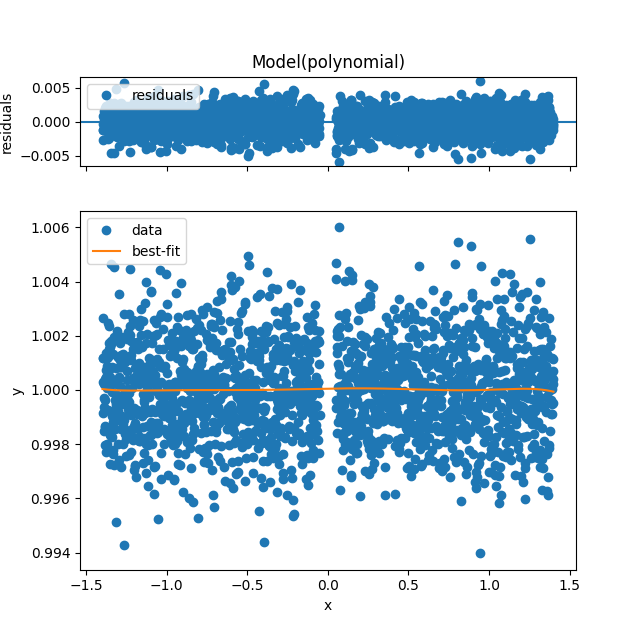 Model(polynomial)
residuals
0.005
0.000
−0.005
residuals
data
best-fit
y
1.006
1.004
1.002
1.000
0.998
0.996
0.994
−1.5 −1.0 −0.5 0.0 0.5 1.0 1.5
x